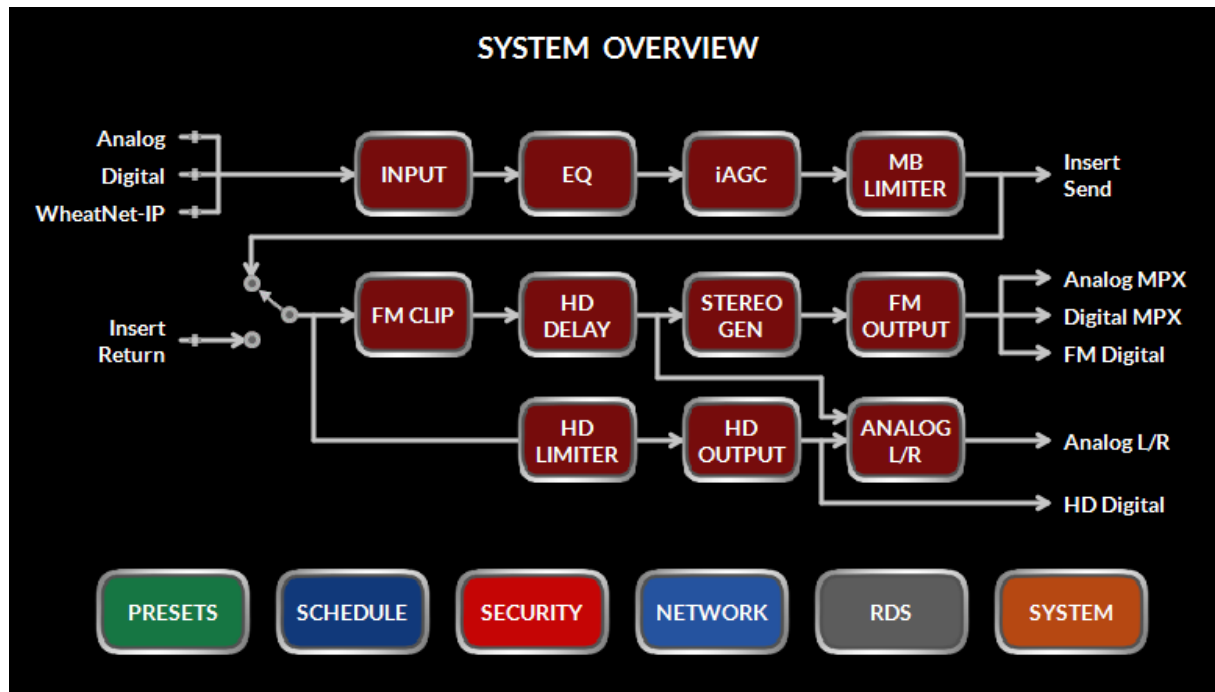 SYSTEM OVERVIEW
Analog
Digital
WheatNet-IP
INPUT
EQ
iAGC
MB
LIMITER
Insert
Send
Insert
Return
FM CLIP
HD
DELAY
STEREO
GEN
FM
OUTPUT
Analog MPX
Digital MPX
FM Digital
HD
LIMITER
HD
OUTPUT
ANALOG
L/R
Analog L/R
HD Digital
PRESETS
SCHEDULE
SECURITY
NETWORK
RDS
SYSTEM